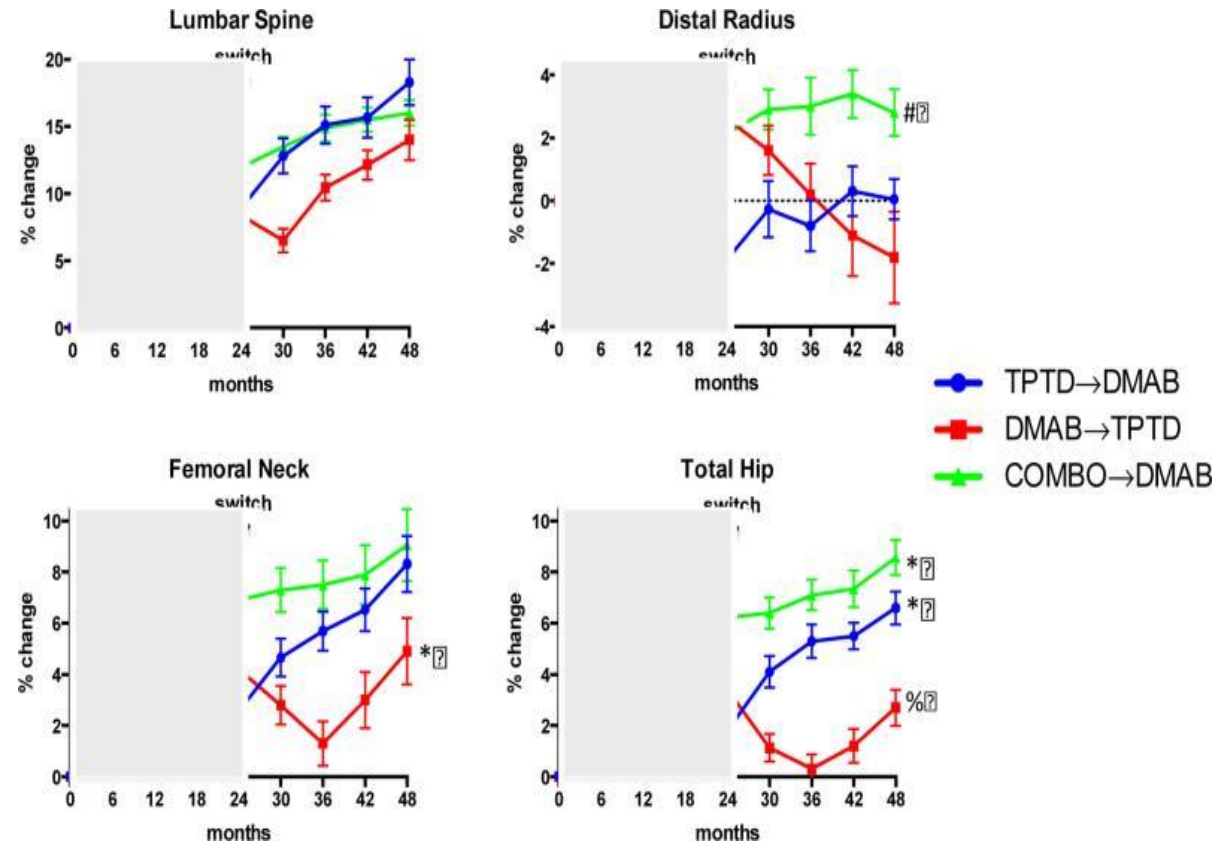 Lumbar Spine
switch
20
15
10
5
0
% change
0 6 12 18 24 30 36 42 48
months
Distal Radius
switch
4
2
0
-2
-4
% change
#
0 6 12 18 24 30 36 42 48
months
TPTD→DMAB
DMAB→TPTD
COMBO→DMAB
Femoral Neck
switch
10
8
6
4
2
0
% change
*
0 6 12 18 24 30 36 42 48
months
Total Hip
switch
10
8
6
4
2
0
% change
*
*
%
0 6 12 18 24 30 36 42 48
months